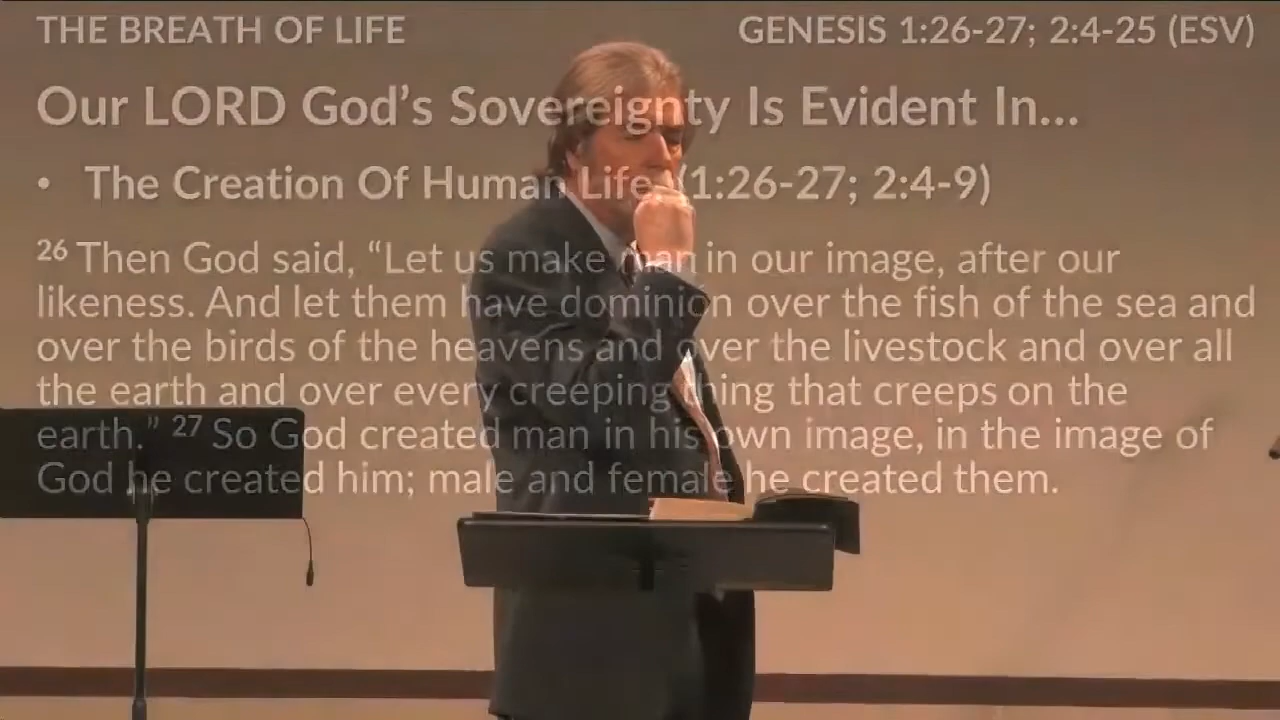 THE BREATH OF LIFE
GENESIS 1:26-27; 2:4-25 (ESV)
Our LORD God’s Sovereignty Is Evident In...
• The Creation Of Human Life. (1:26-27; 2:4-9)
26 Then God said, “Let us make man in our image, after our
likeness. And let them have dominion over the fish of the sea and
over the birds of the heavens and over the livestock and over all
the earth and over every creeping thing that creeps on the
earth.” 27 So God created man in his own image, in the image of
God he created him; male and female he created them.